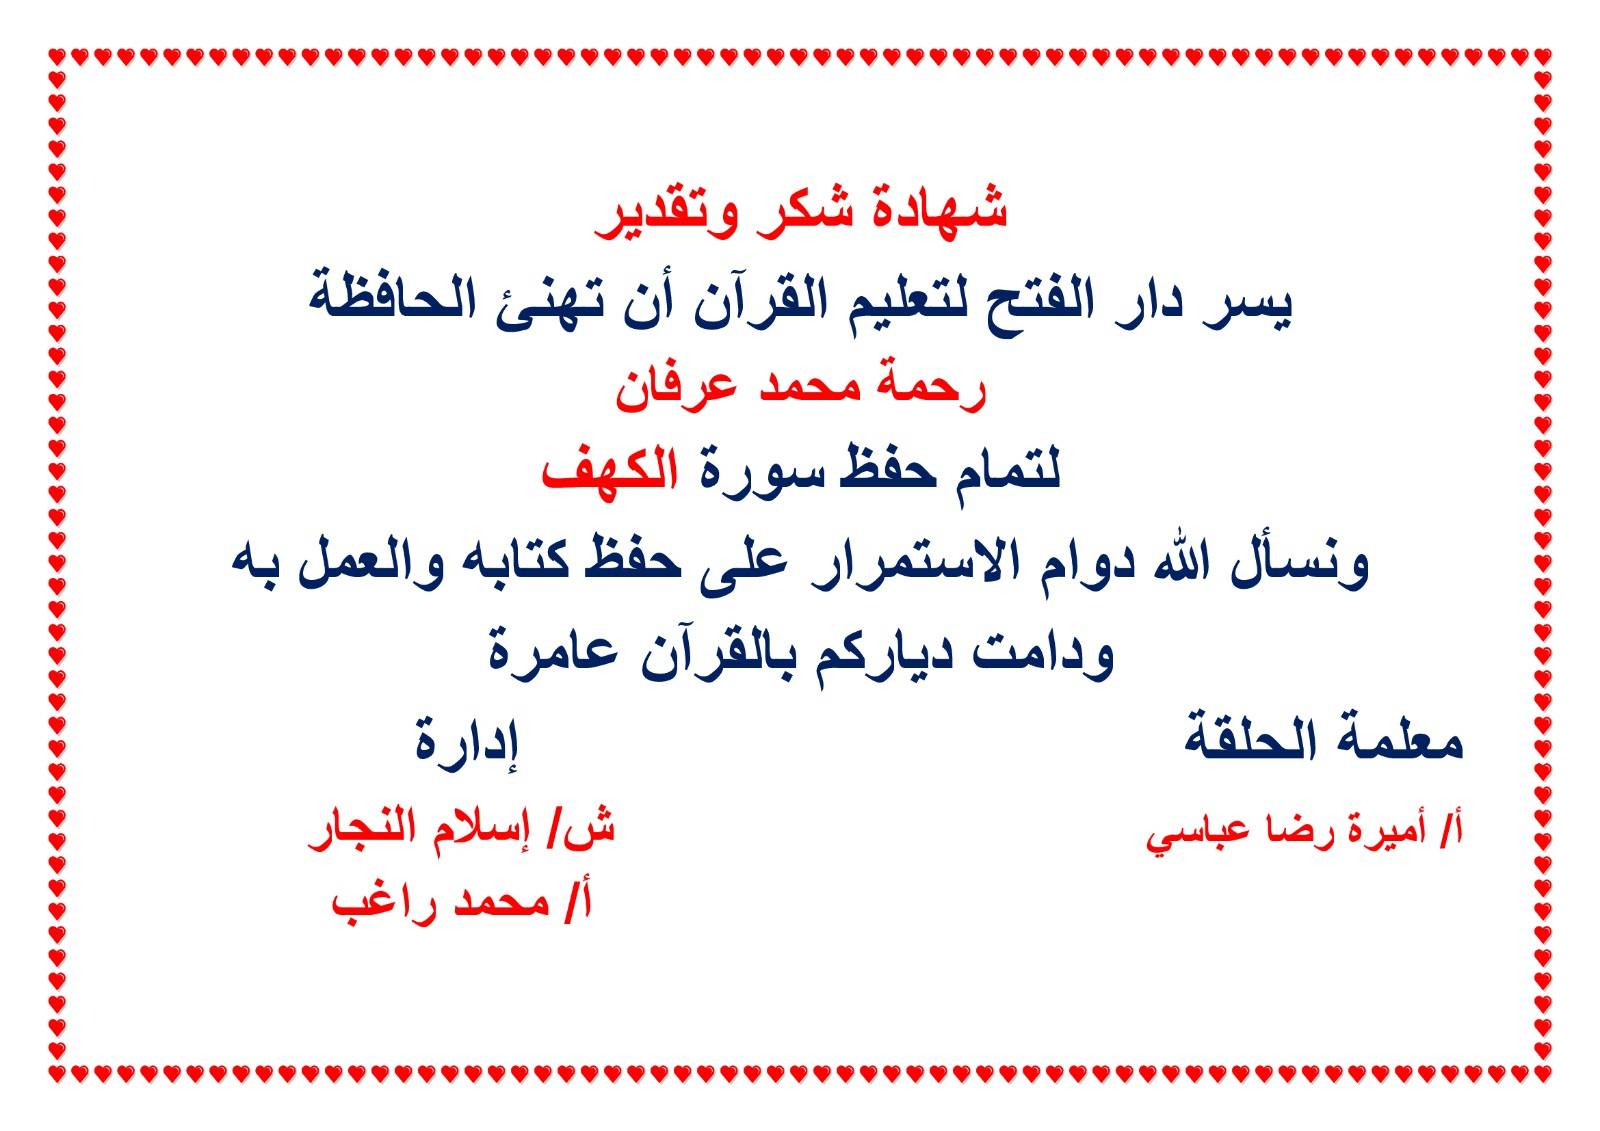 شهادة شكر وتقدير
يسر دار الفتح لتعليم القرآن أن تهنئ الحافظة
رحمة محمد عرفان
لتمام حفظ سورة الكهف
ونسأل الله دوام الاستمرار على حفظ كتابه والعمل به
ودامت دياركم بالقرآن عامرة
معلمة الحلقة
إدارة
أ/ أميرة رضا عباسي
ش/ إسلام النجار
أ/ محمد راغب